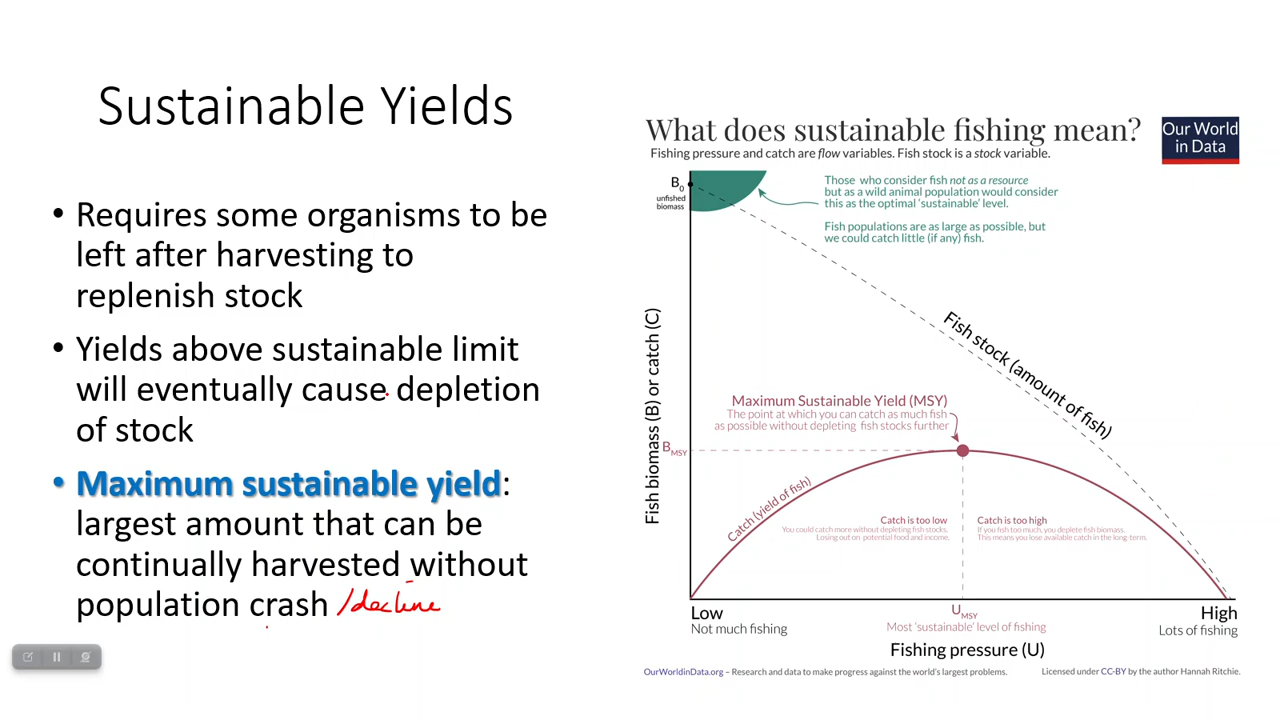 Sustainable Yields
• Requires some organisms to be
left after harvesting to
replenish stock
• Yields above sustainable limit
will eventually cause depletion
of stock
• Maximum sustainable yield:
largest amount that can be
continually harvested without
population crash /decline
What does sustainable fishing mean?
Fishing pressure and catch are flow variables. Fish stock is a stock variable.
Our World
in Data
B0
unfished
biomass
Those who consider fish not as a resource
but as a wild animal population would consider
this as the optimal 'sustainable' level.
Fish populations are as large as possible, but
we could catch little (if any) fish.
Fish biomass (B) or catch (C)
Fish stock (amount of fish)
Maximum Sustainable Yield (MSY)
The point at which you can catch as much fish
as possible without depleting fish stocks further
BMSY
Catch (yield of fish)
Catch is too low
You could catch more without depleting fish stocks.
Losing out on potential food and income.
Catch is too high
If you fish too much, you deplete fish biomass.
This means you lose available catch in the long-term.
Low
Not much fishing
UMSY
Most 'sustainable' level of fishing
High
Lots of fishing
Fishing pressure (U)
OurWorldinData.org – Research and data to make progress against the world's largest problems.
Licensed under CC-BY by the author Hannah Ritchie.